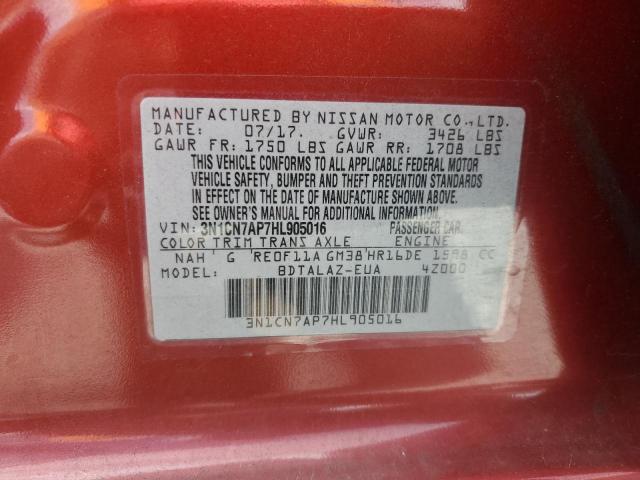 MANUFACTURED BY NISSAN MOTOR CO.,LTD.
DATE: 07/17. GVWR: 3426 LBS
GAWR FR: 1750 LBS GAWR RR: 1708 LBS
THIS VEHICLE CONFORMS TO ALL APPLICABLE FEDERAL MOTOR
VEHICLE SAFETY, BUMPER AND THEFT PREVENTION STANDARDS
IN EFFECT ON THE DATE OF MANUFACTURE SHOWN ABOVE.
SEE OWNER'S MANUAL FOR ADDITIONAL INFORMATION.
VIN: 3N1CN7AP7HL905016 PASSENGER CAR.
COLOR TRIM TRANS AXLE ENGINE
NAH G RE0F11A GM38 HR16DE 1598 CC
MODEL: BDTALAZ-EUA 4Z000
3N1CN7AP7HL905016